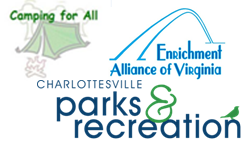 Camping for All
Enrichment
Alliance of Virginia
CHARLOTTESVILLE
parks &
recreation